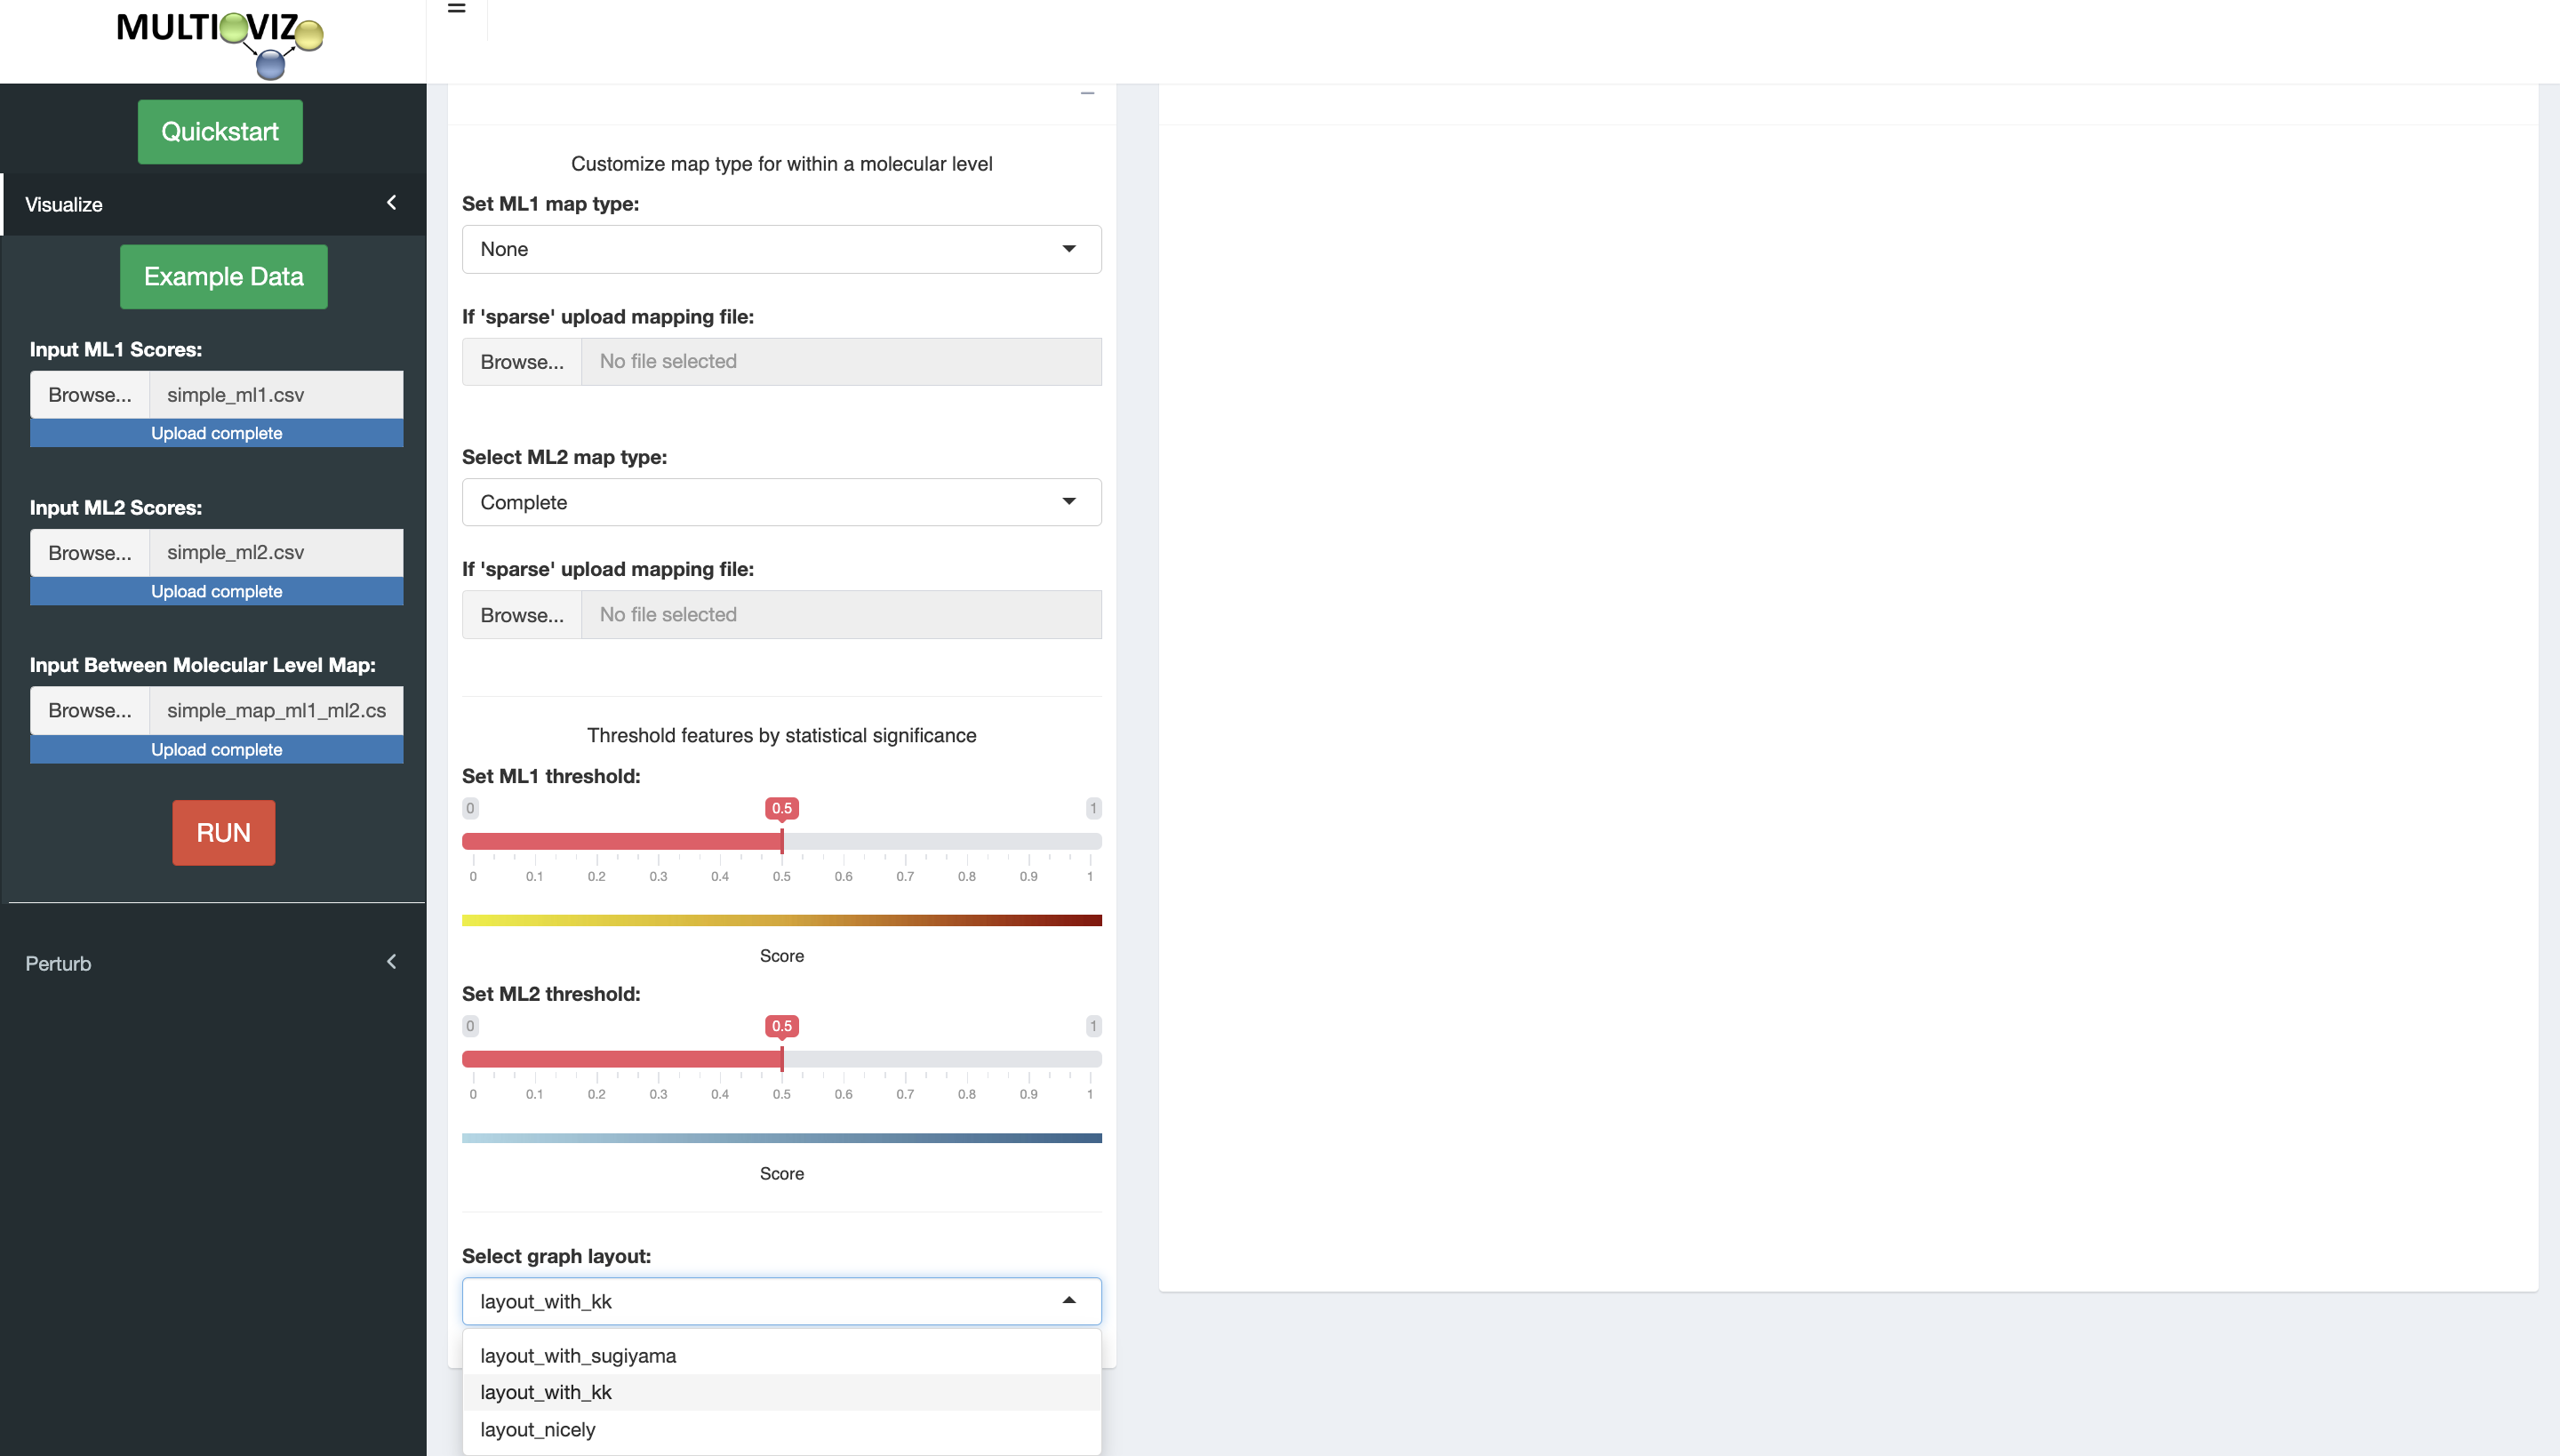 MULTIOVIZ
Quickstart
Visualize
Example Data
Input ML1 Scores:
Browse... simple_ml1.csv
Upload complete
Input ML2 Scores:
Browse... simple_ml2.csv
Upload complete
Input Between Molecular Level Map:
Browse... simple_map_ml1_ml2.cs
Upload complete
RUN
Perturb
Customize map type for within a molecular level
Set ML1 map type:
None
If 'sparse' upload mapping file:
Browse... No file selected
Select ML2 map type:
Complete
If 'sparse' upload mapping file:
Browse... No file selected
Threshold features by statistical significance
Set ML1 threshold:
0 0.5 1
0 0.1 0.2 0.3 0.4 0.5 0.6 0.7 0.8 0.9 1
Score
Set ML2 threshold:
0 0.5 1
0 0.1 0.2 0.3 0.4 0.5 0.6 0.7 0.8 0.9 1
Score
Select graph layout:
layout_with_kk
layout_with_sugiyama
layout_with_kk
layout_nicely